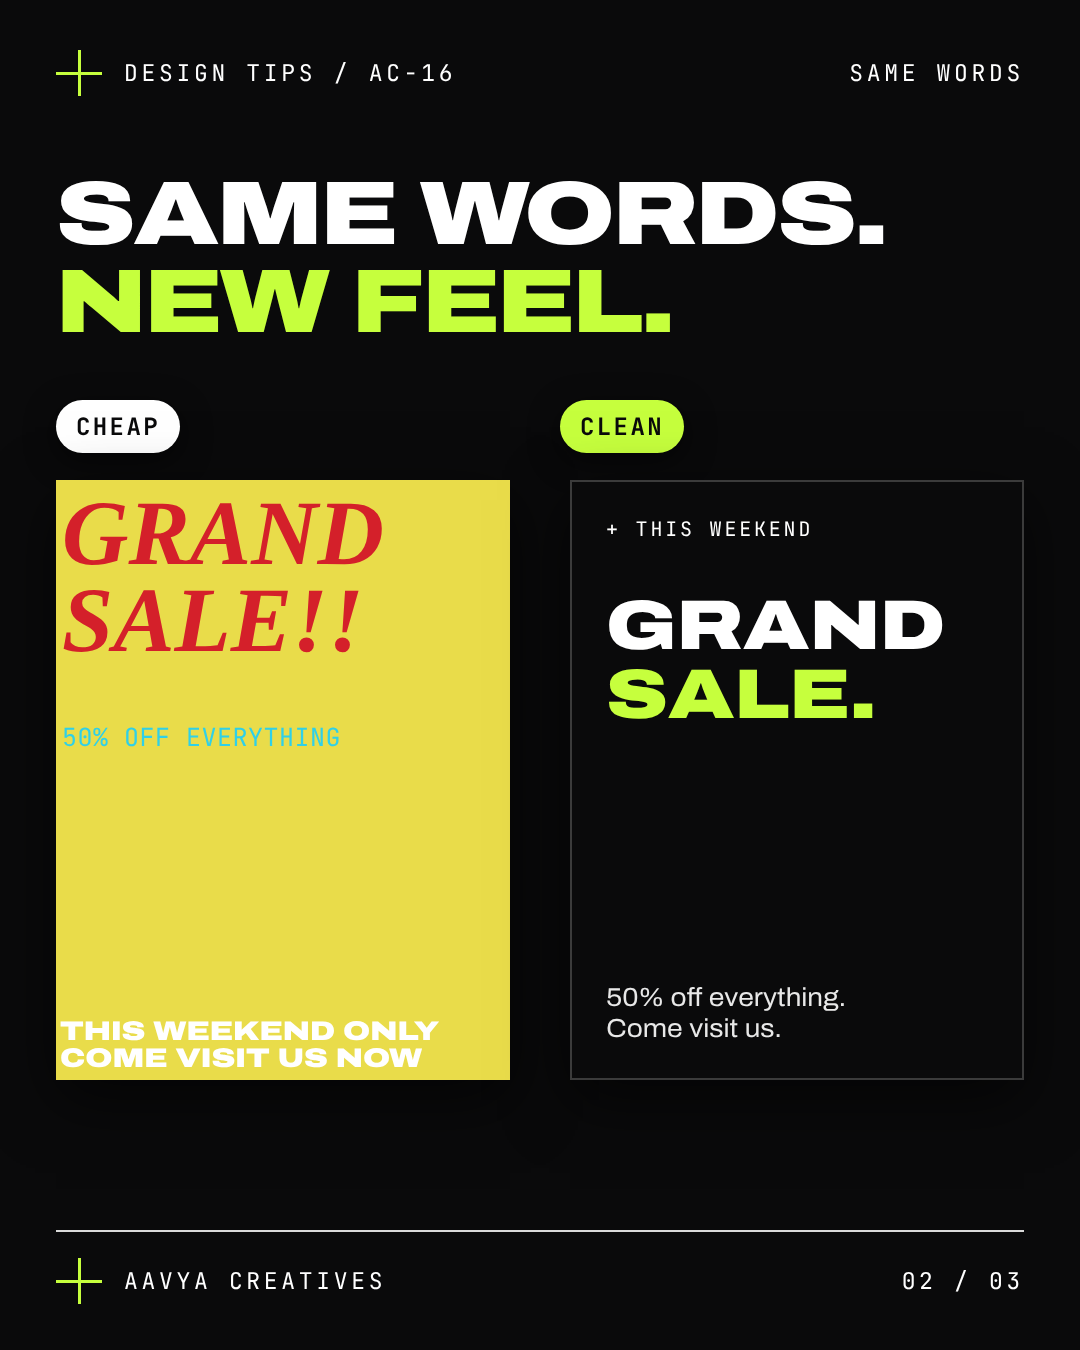 DESIGN TIPS / AC-16
SAME WORDS
SAME WORDS.
NEW FEEL.
CHEAP
GRAND
SALE!!
50% OFF EVERYTHING
THIS WEEKEND ONLY
COME VISIT US NOW
CLEAN
+ THIS WEEKEND
GRAND
SALE.
50% off everything.
Come visit us.
AAVYA CREATIVES
02 / 03